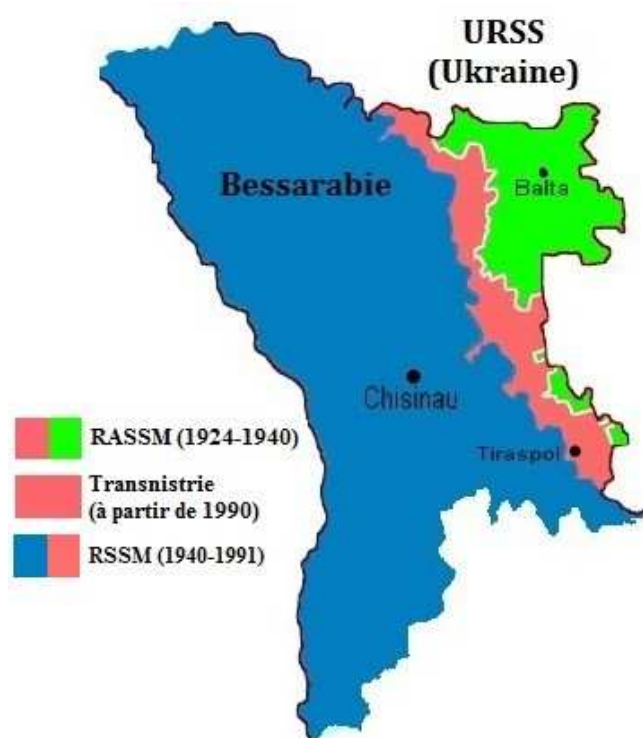 URSS
(Ukraine)
Bessarabie
Balta
Chisinau
Tiraspol
RASSM (1924-1940)
Transnistrie
(à partir de 1990)
RSSM (1940-1991)